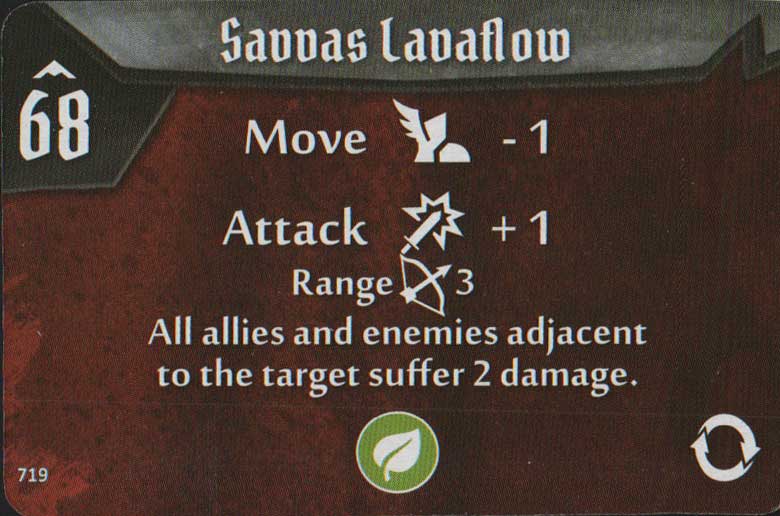 Savvas Lavaflow
68
Move - 1
Attack + 1
Range 3
All allies and enemies adjacent
to the target suffer 2 damage.
719